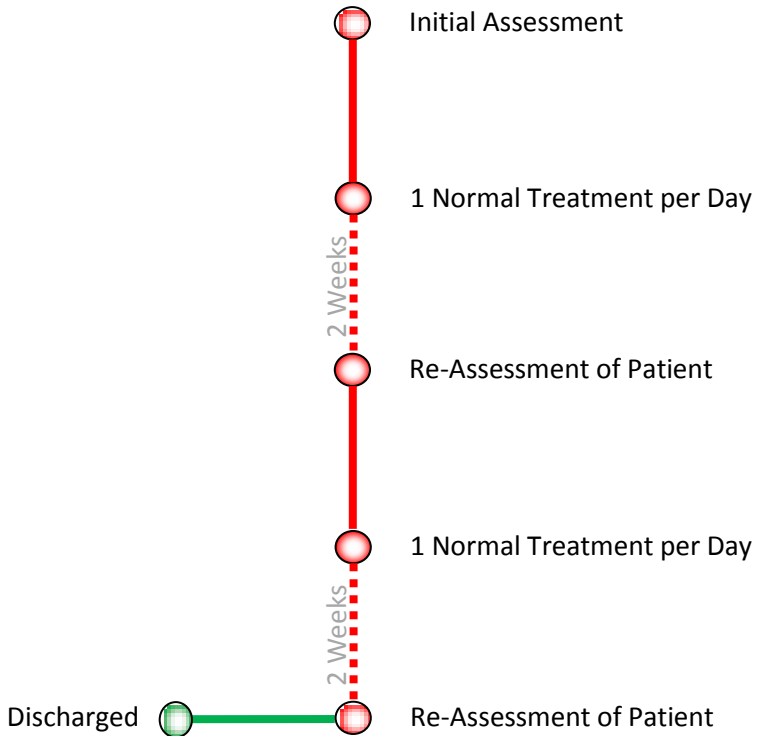 Initial Assessment
1 Normal Treatment per Day
2 Weeks
Re-Assessment of Patient
1 Normal Treatment per Day
2 Weeks
Discharged
Re-Assessment of Patient